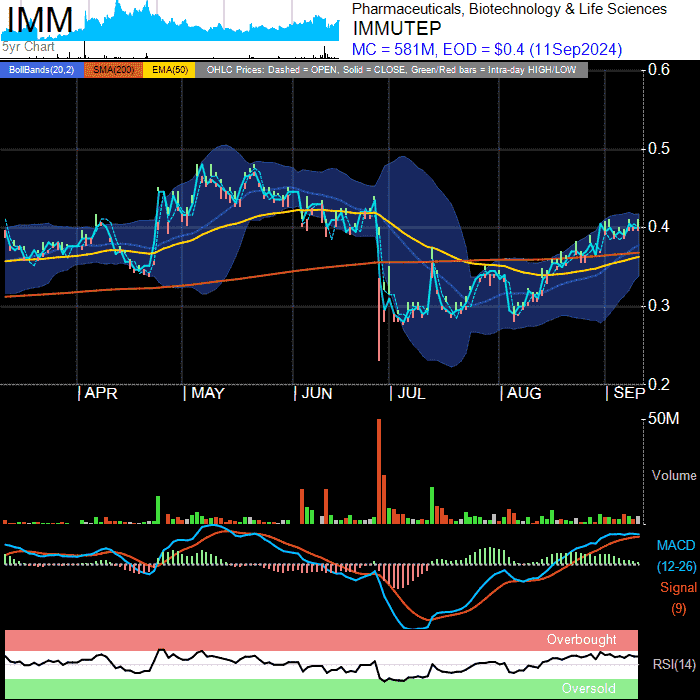 IMM
5yr Chart
Pharmaceuticals, Biotechnology & Life Sciences
IMMUTEP
MC = 581M, EOD = $0.4 (11Sep2024)
BollBands(20,2) SMA(200) EMA(50) OHLC Prices: Dashed = OPEN, Solid = CLOSE, Green/Red bars = Intra-day HIGH/LOW
0.6
0.5
0.4
0.3
0.2
APR MAY JUN JUL AUG SEP
50M
Volume
MACD
(12-26)
Signal
(9)
Overbought
RSI(14)
Oversold